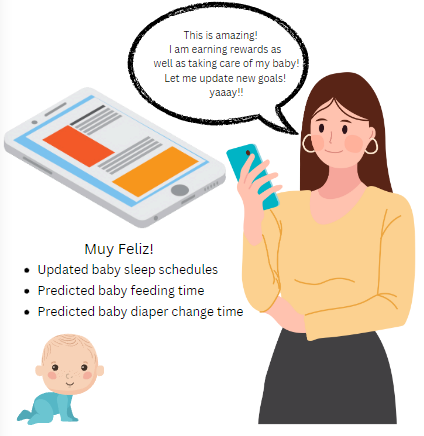 This is amazing!
I am earning rewards as
well as taking care of my baby!
Let me update new goals!
yaaay!!
Muy Feliz!
• Updated baby sleep schedules
• Predicted baby feeding time
• Predicted baby diaper change time